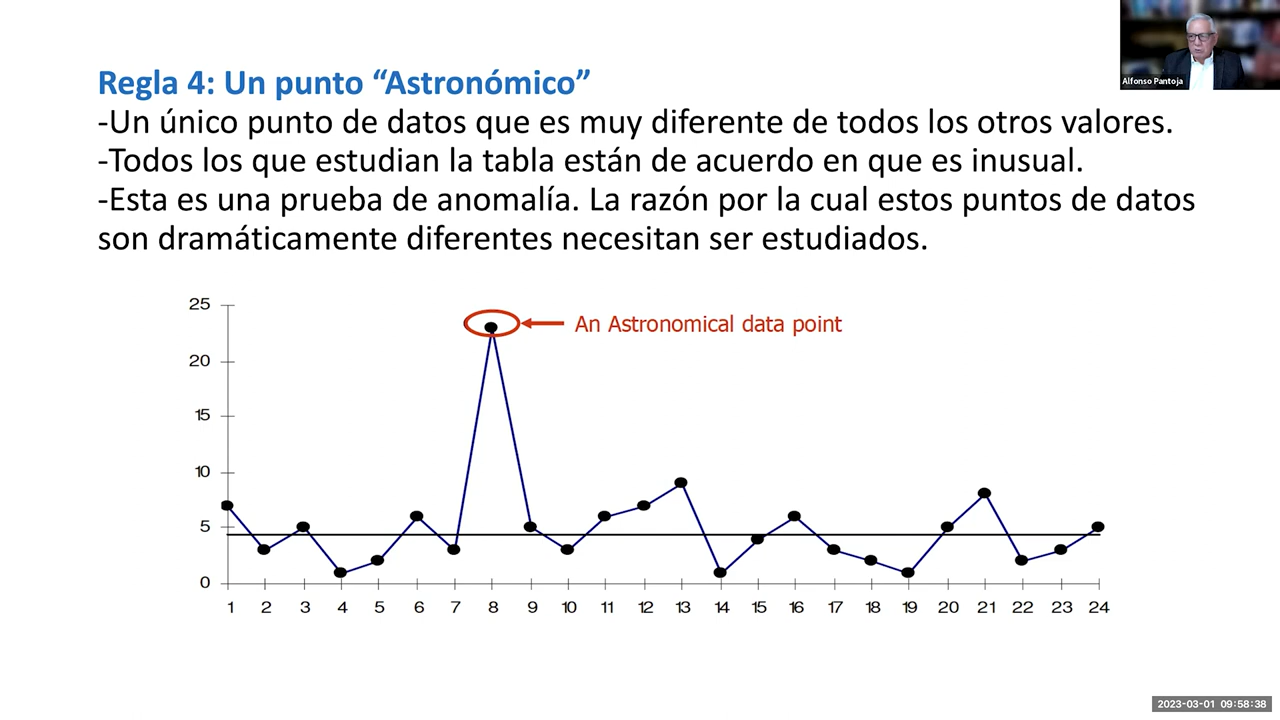 Alfonso Pantoja
Regla 4: Un punto “Astronómico”
-Un único punto de datos que es muy diferente de todos los otros valores.
-Todos los que estudian la tabla están de acuerdo en que es inusual.
-Esta es una prueba de anomalía. La razón por la cual estos puntos de datos
son dramáticamente diferentes necesitan ser estudiados.
25
An Astronomical data point
20
15
10
5
0
1 2 3 4 5 6 7 8 9 10 11 12 13 14 15 16 17 18 19 20 21 22 23 24
2023-03-01 09:58:38